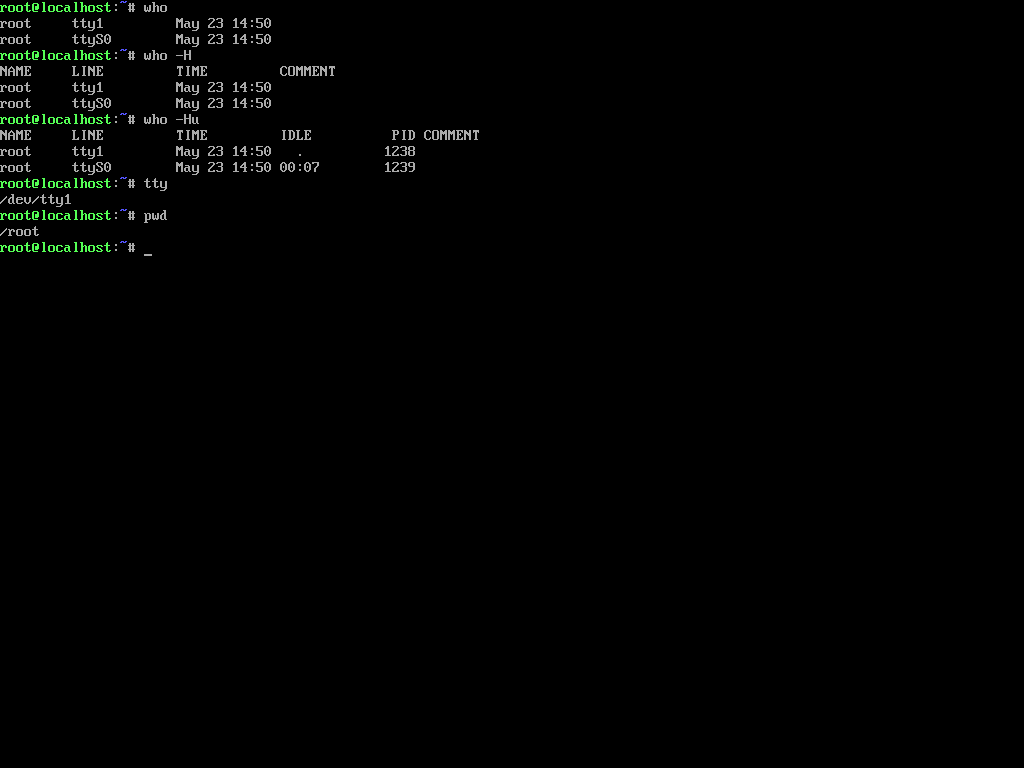 root@localhost:~# who
root     tty1         May 23 14:50
root     ttyS0        May 23 14:50
root@localhost:~# who -H
NAME     LINE         TIME         COMMENT
root     tty1         May 23 14:50
root     ttyS0        May 23 14:50
root@localhost:~# who -Hu
NAME     LINE         TIME         IDLE          PID COMMENT
root     tty1         May 23 14:50   .          1238
root     ttyS0        May 23 14:50 00:07        1239
root@localhost:~# tty
/dev/tty1
root@localhost:~# pwd
/root
root@localhost:~# _